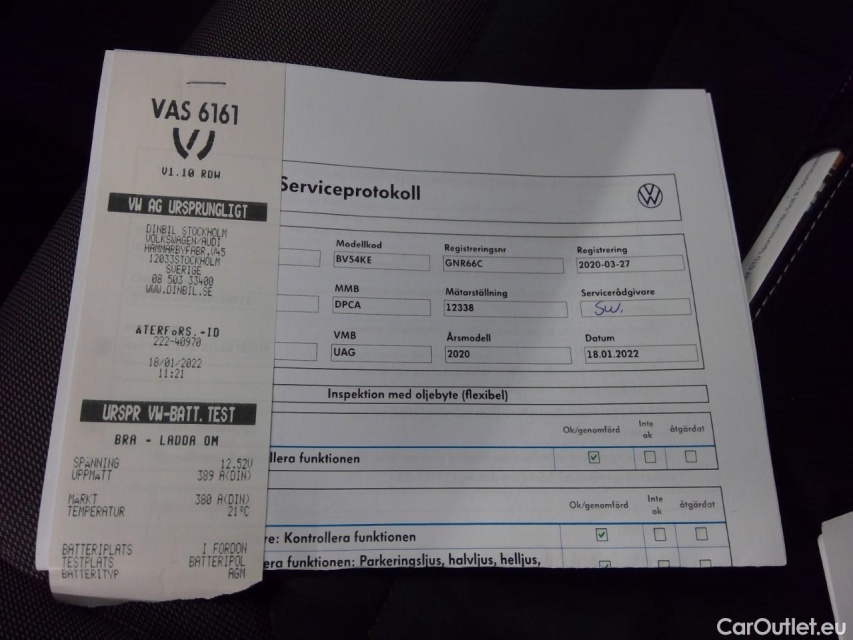 VAS 6161
V1.10 ROW
VW AG URSPRUNGLIGT
DINBIL STOCKHOLM
VOLKSWAGEN/AUDI
HAMMARBYFABR.V45
12033STOCKHOLM
SVERIGE
08 503 33400
WWW.DINBIL.SE
ÅTERFöRS.-ID
222-40970
18/01/2022
11:21
URSPR VW-BATT.TEST
BRA - LADDA OM
SPÄNNING 12.52V
UPPMÄTT 389 A(DIN)
MäRKT 380 A(DIN)
TEMPERATUR 21°C
BATTERIPLATS I FORDON
TESTPLATS BATTERIPOL
BATTERITYP AGM
Serviceprotokoll
Modellkod Registreringsnr Registrering
BV54KE GNR66C 2020-03-27
MMB Mätarställning Servicerådgivare
DPCA 12338 SW.
VMB Årsmodell Datum
UAG 2020 18.01.2022
Inspektion med oljebyte (flexibel)
Ok/genomförd Inte ok åtgärdat
llera funktionen
Ok/genomförd Inte ok åtgärdat
re: Kontrollera funktionen
era funktionen: Parkeringsljus, halvljus, helljus,
CarOutlet.eu